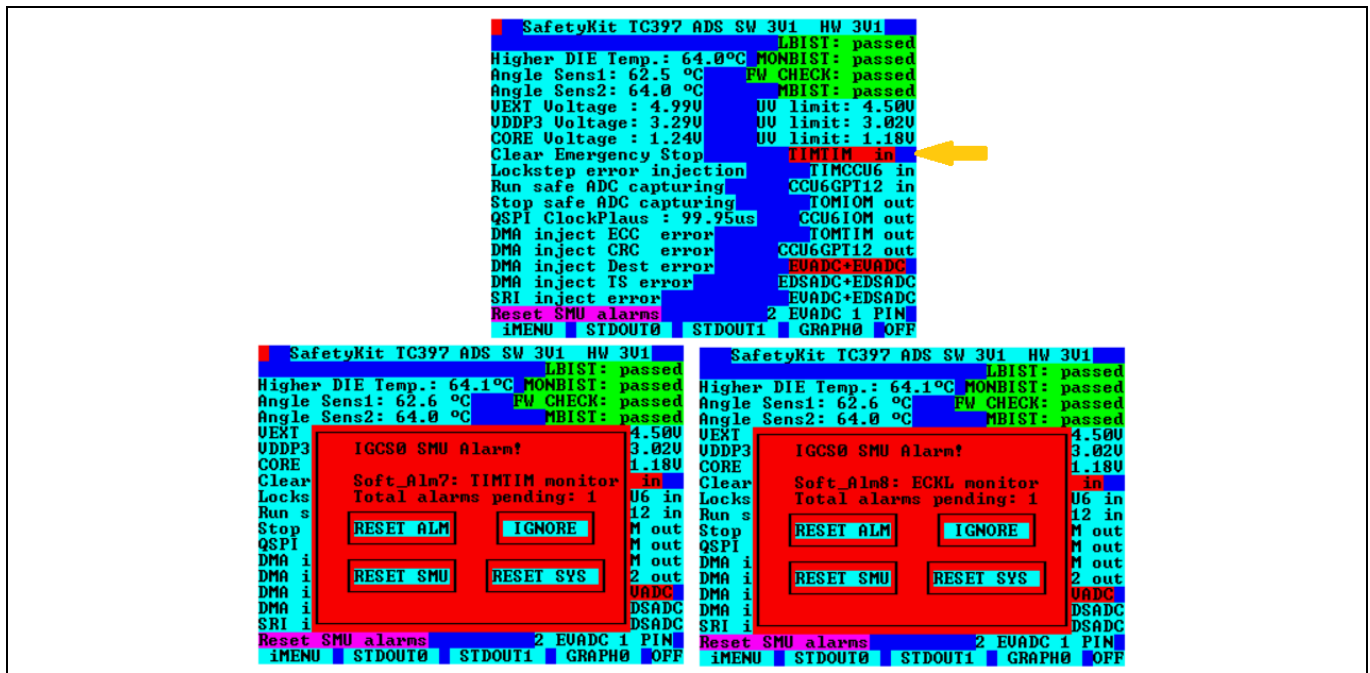 SafetyKit TC397 ADS SW 3V1 HW 3V1
LBIST: passed
Higher DIE Temp.: 64.0ºC MONBIST: passed
Angle Sens1: 62.5 ºC FW CHECK: passed
Angle Sens2: 64.0 ºC MBIST: passed
VEXT Voltage : 4.99V UV limit: 4.50V
VDDP3 Voltage: 3.29V UV limit: 3.02V
CORE Voltage : 1.24V UV limit: 1.18V
Clear Emergency Stop TIMTIM in
Lockstep error injection TIMCCU6 in
Run safe ADC capturing CCU6GPT12 in
Stop safe ADC capturing TOMIOM out
QSPI ClockPlaus : 99.95us CCU6IOM out
DMA inject ECC error TOMTIM out
DMA inject CRC error CCU6GPT12 out
DMA inject Dest error EVADC+EVADC
DMA inject TS error EDSADC+EDSADC
SRI inject error EVADC+EDSADC
Reset SMU alarms 2 EVADC 1 PIN
iMENU STDOUT0 STDOUT1 GRAPH0 OFF
SafetyKit TC397 ADS SW 3V1 HW 3V1
LBIST: passed
Higher DIE Temp.: 64.1ºC MONBIST: passed
Angle Sens1: 62.6 ºC FW CHECK: passed
Angle Sens2: 64.0 ºC MBIST: passed
VEXT 4.50V
VDDP3 IGCS0 SMU Alarm! 3.02V
CORE 1.18V
Clear Soft_Alm7: TIMTIM monitor in
Locks Total alarms pending: 1 U6 in
Run s 12 in
Stop RESET ALM IGNORE M out
QSPI M out
DMA i M out
DMA i RESET SMU RESET SYS 2 out
DMA i VADC
DMA i DSADC
SRI i DSADC
Reset SMU alarms 2 EVADC 1 PIN
iMENU STDOUT0 STDOUT1 GRAPH0 OFF
SafetyKit TC397 ADS SW 3V1 HW 3V1
LBIST: passed
Higher DIE Temp.: 64.1ºC MONBIST: passed
Angle Sens1: 62.6 ºC FW CHECK: passed
Angle Sens2: 64.0 ºC MBIST: passed
VEXT 4.50V
VDDP3 IGCS0 SMU Alarm! 3.02V
CORE 1.18V
Clear Soft_Alm8: ECKL monitor in
Locks Total alarms pending: 1 U6 in
Run s 12 in
Stop RESET ALM IGNORE M out
QSPI M out
DMA i M out
DMA i RESET SMU RESET SYS 2 out
DMA i VADC
DMA i DSADC
SRI i DSADC
Reset SMU alarms 2 EVADC 1 PIN
iMENU STDOUT0 STDOUT1 GRAPH0 OFF